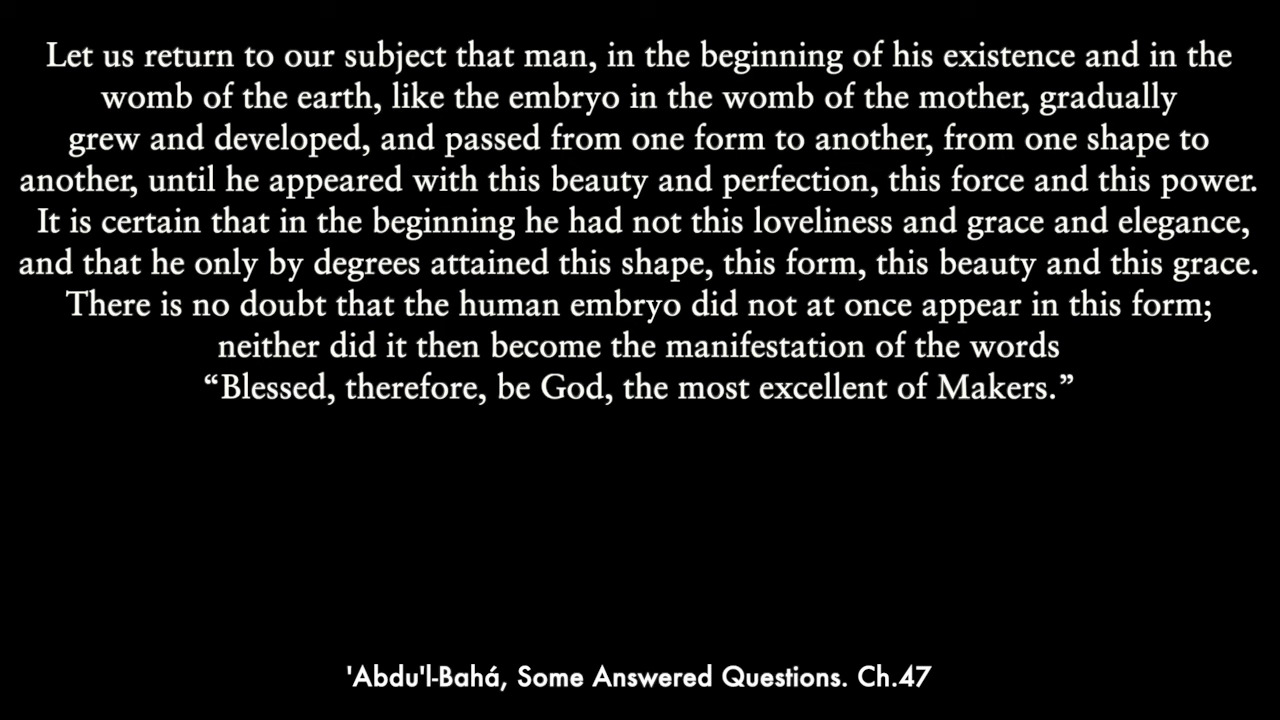 Let us return to our subject that man, in the beginning of his existence and in the
womb of the earth, like the embryo in the womb of the mother, gradually
grew and developed, and passed from one form to another, from one shape to
another, until he appeared with this beauty and perfection, this force and this power.
It is certain that in the beginning he had not this loveliness and grace and elegance,
and that he only by degrees attained this shape, this form, this beauty and this grace.
There is no doubt that the human embryo did not at once appear in this form;
neither did it then become the manifestation of the words
“Blessed, therefore, be God, the most excellent of Makers.”
'Abdu'l-Bahá, Some Answered Questions. Ch.47